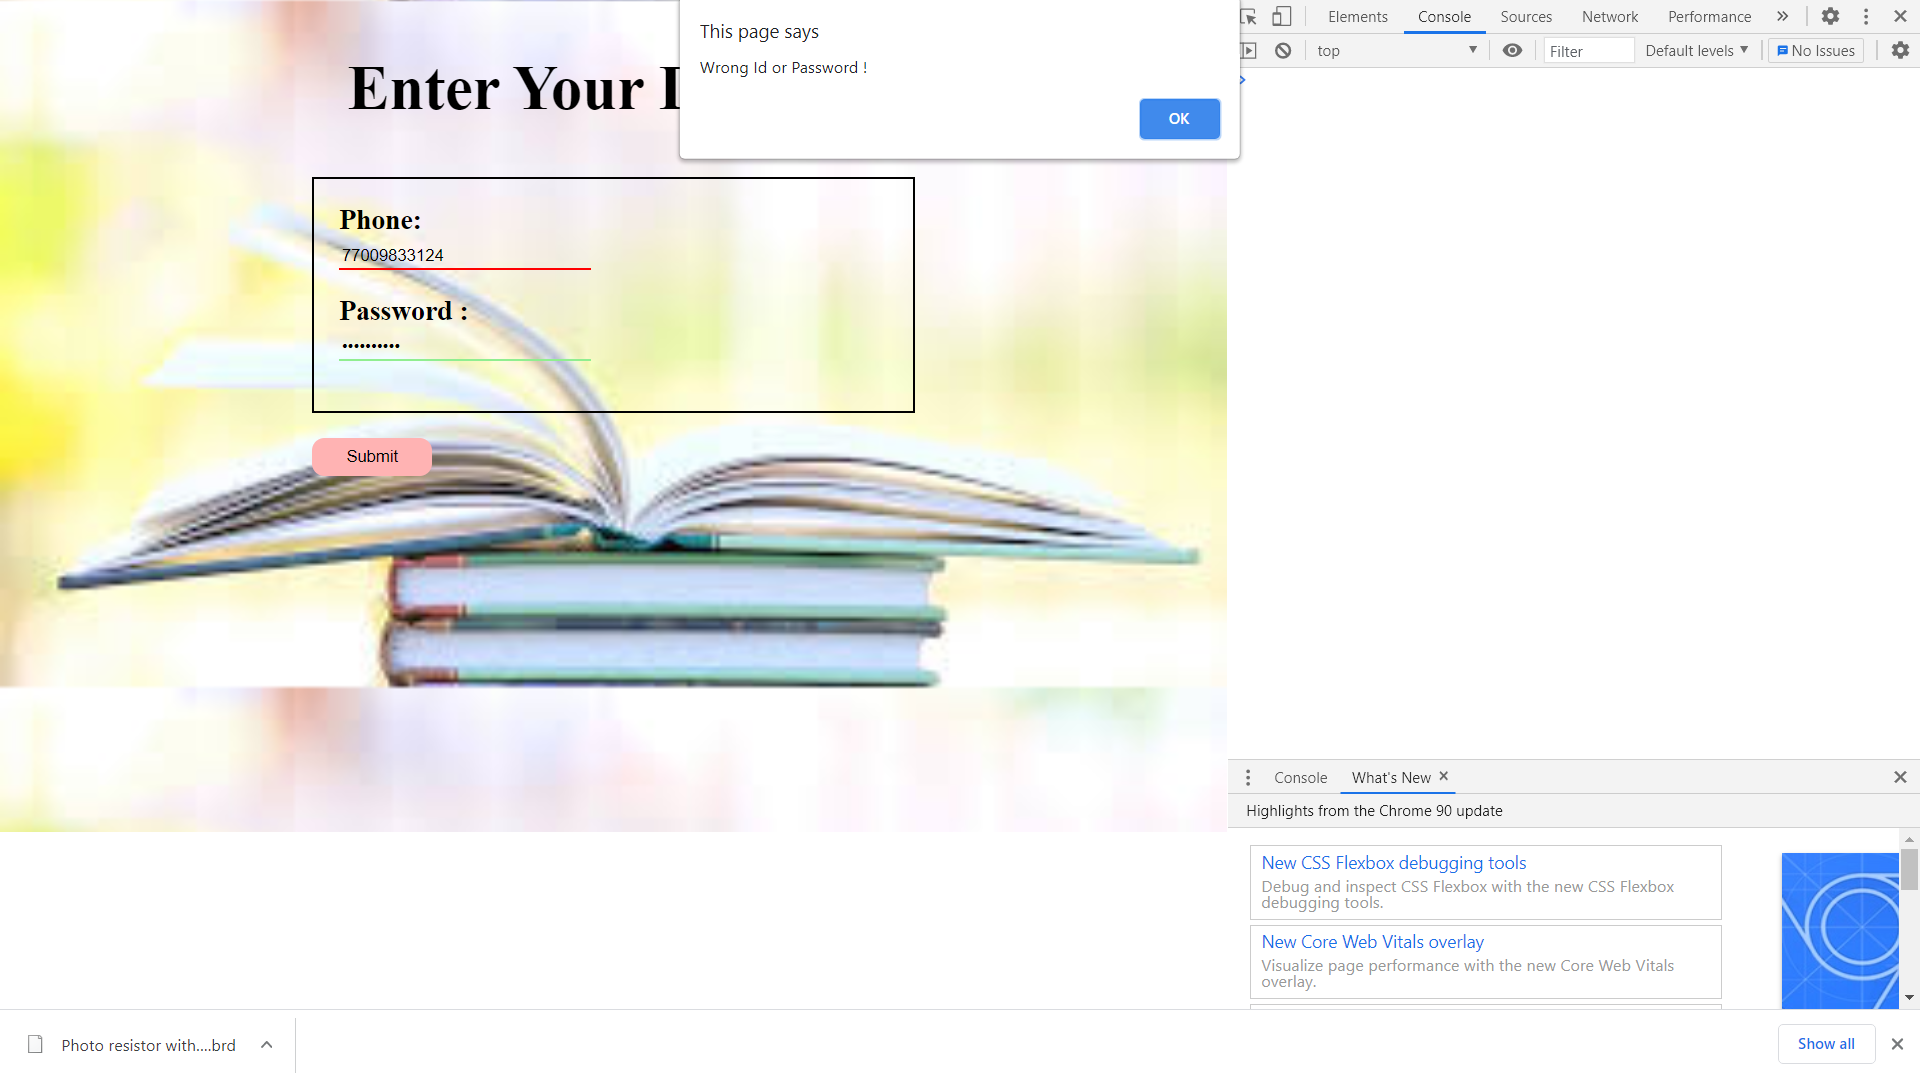 This page says
Wrong Id or Password !
OK
Enter Your
Phone:
77009833124
Password :
••••••••••
Submit
Elements Console Sources Network Performance
top Filter Default levels No Issues
Console What's New
Highlights from the Chrome 90 update
New CSS Flexbox debugging tools
Debug and inspect CSS Flexbox with the new CSS Flexbox
debugging tools.
New Core Web Vitals overlay
Visualize page performance with the new Core Web Vitals
overlay.
Photo resistor with....brd
Show all